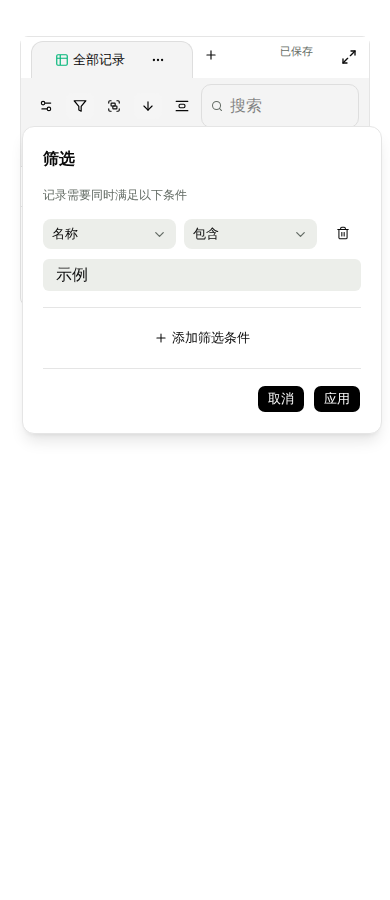 全部记录 ··· + 已保存
搜索
筛选
记录需要同时满足以下条件
名称 包含
示例
+ 添加筛选条件
取消 应用